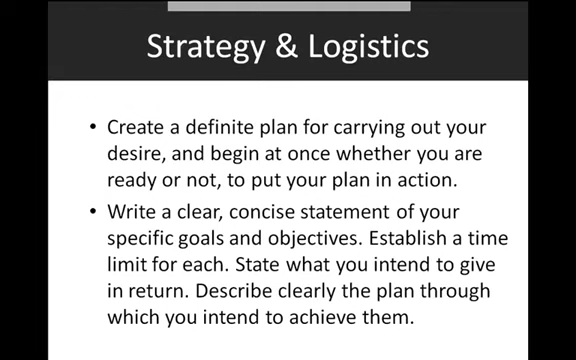 Strategy & Logistics
• Create a definite plan for carrying out your
desire, and begin at once whether you are
ready or not, to put your plan in action.
• Write a clear, concise statement of your
specific goals and objectives. Establish a time
limit for each. State what you intend to give
in return. Describe clearly the plan through
which you intend to achieve them.